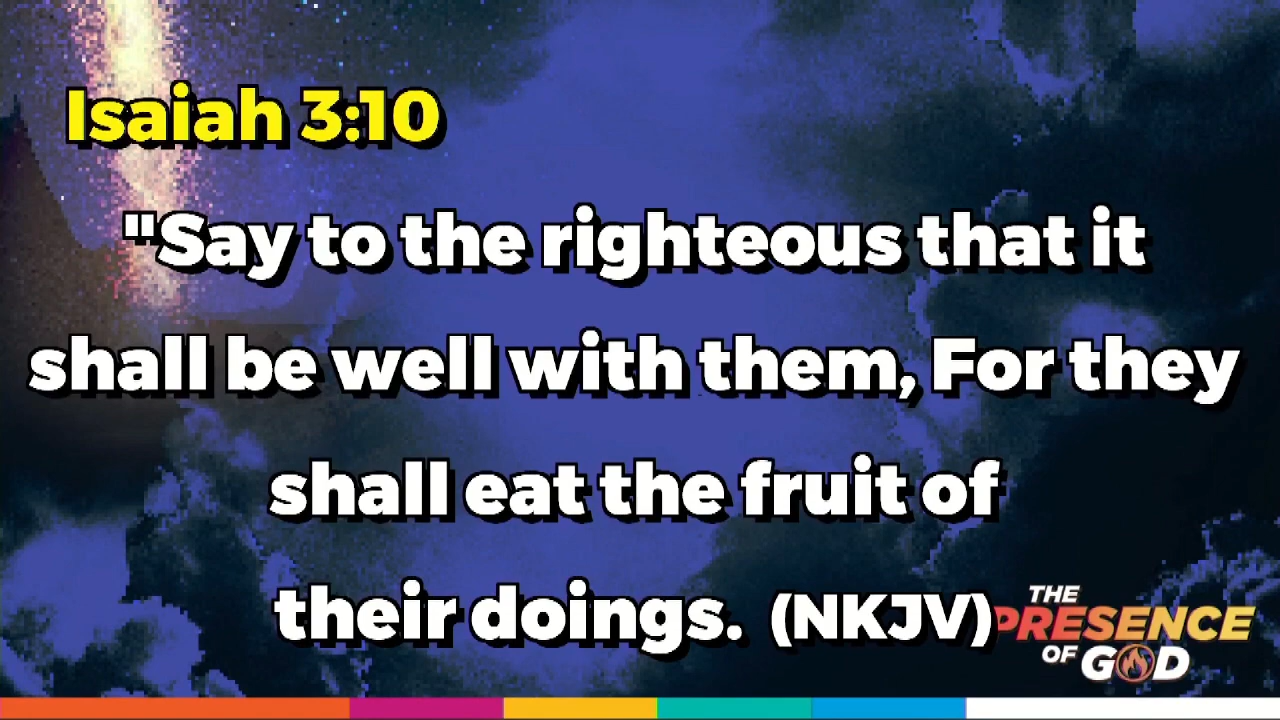 Isaiah 3:10
"Say to the righteous that it
shall be well with them, For they
shall eat the fruit of
their doings. (NKJV)
THE
PRESENCE
OF GOD